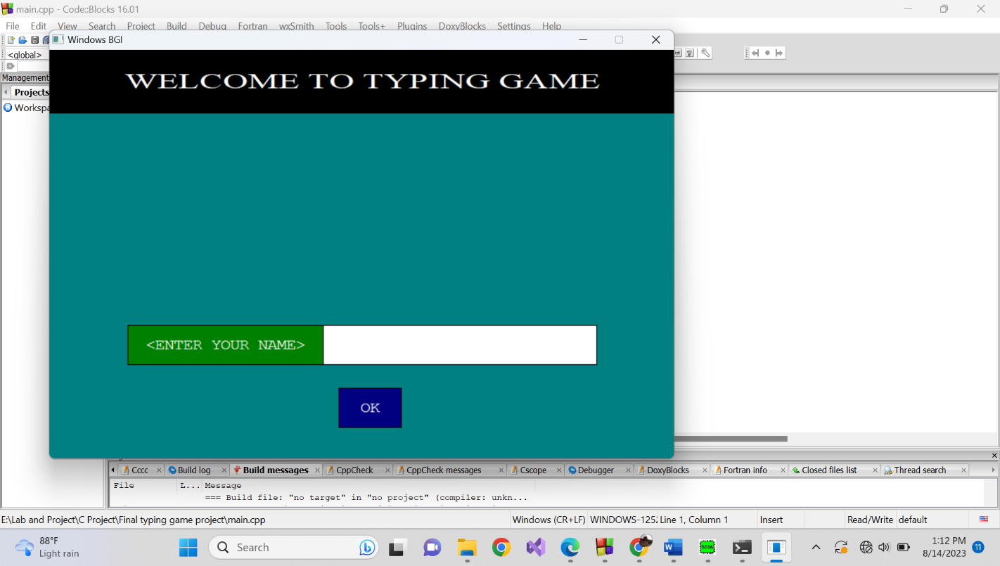 main.cpp - Code::Blocks 16.01
File Edit View Search Project Build Debug Fortran wxSmith Tools Tools+ Plugins DoxyBlocks Settings Help
Windows BGI
<global>
Management
Projects
Workspa
WELCOME TO TYPING GAME
<ENTER YOUR NAME>
OK
Cccc Build log Build messages CppCheck CppCheck messages Cscope Debugger DoxyBlocks Fortran info Closed files list Thread search
File L... Message
=== Build file: "no target" in "no project" (compiler: unkn...
E:\Lab and Project\C Project\Final typing game project\main.cpp Windows (CR+LF) WINDOWS-125 Line 1, Column 1 Insert Read/Write default
88°F
Light rain
Search
1:12 PM
8/14/2023
11